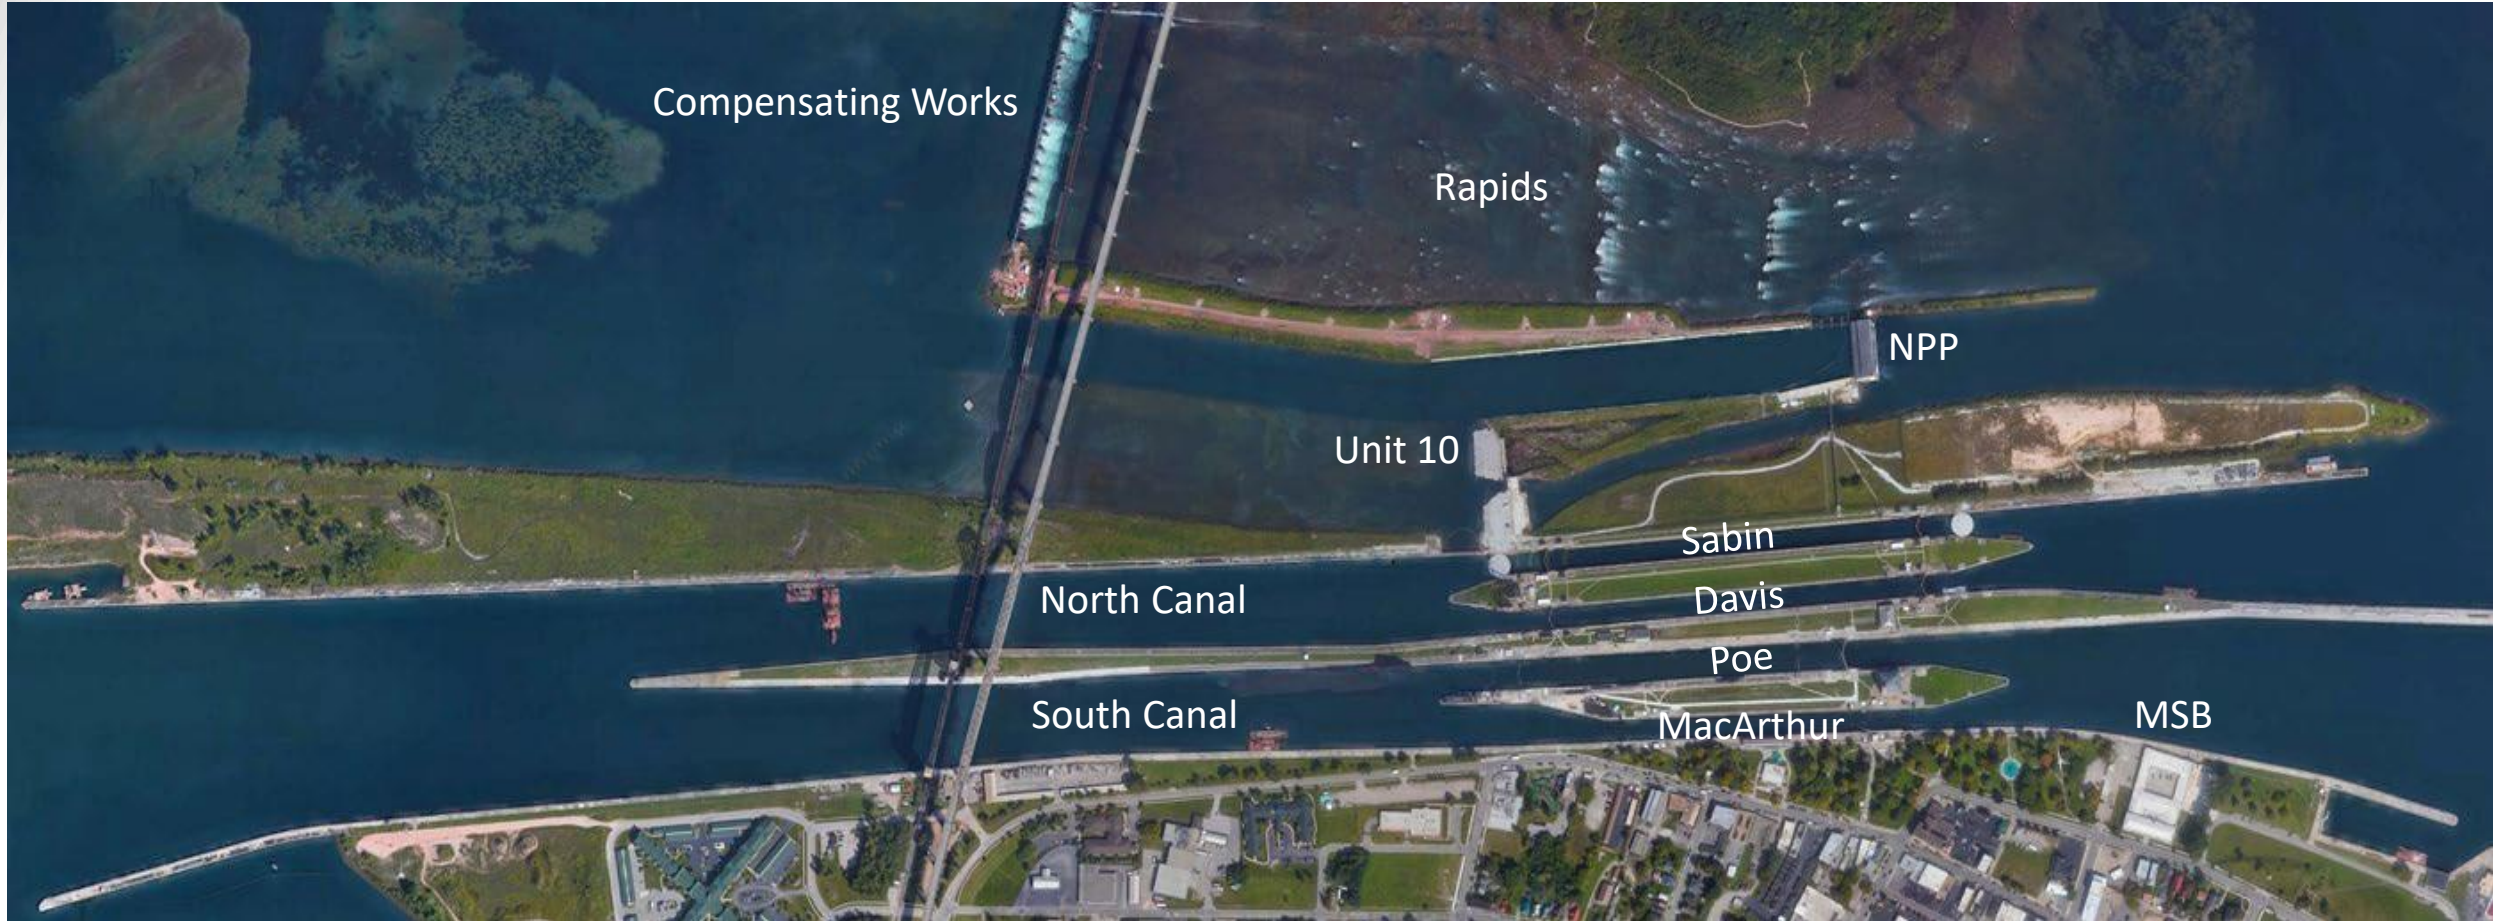 Compensating Works
Rapids
NPP
Unit 10
Sabin
North Canal
Davis
Poe
South Canal
MacArthur
MSB